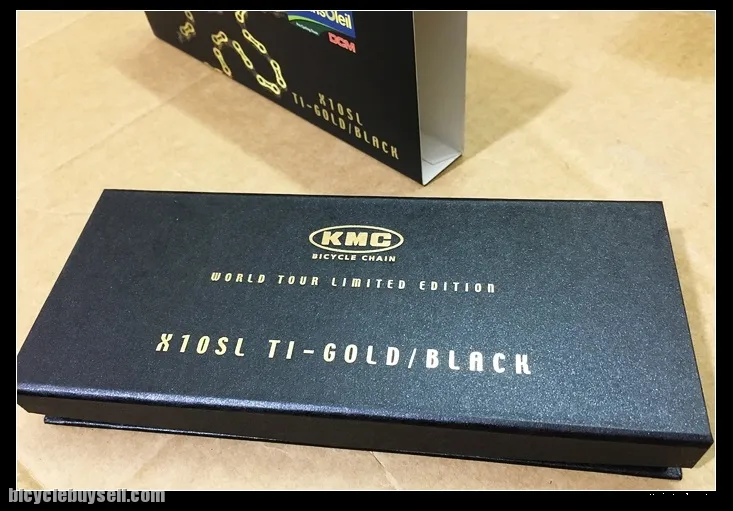 DCM
X10SL
TI-GOLD/BLACK
KMC
BICYCLE CHAIN
WORLD TOUR LIMITED EDITION
X10SL TI-GOLD/BLACK
bicyclebuysell.com